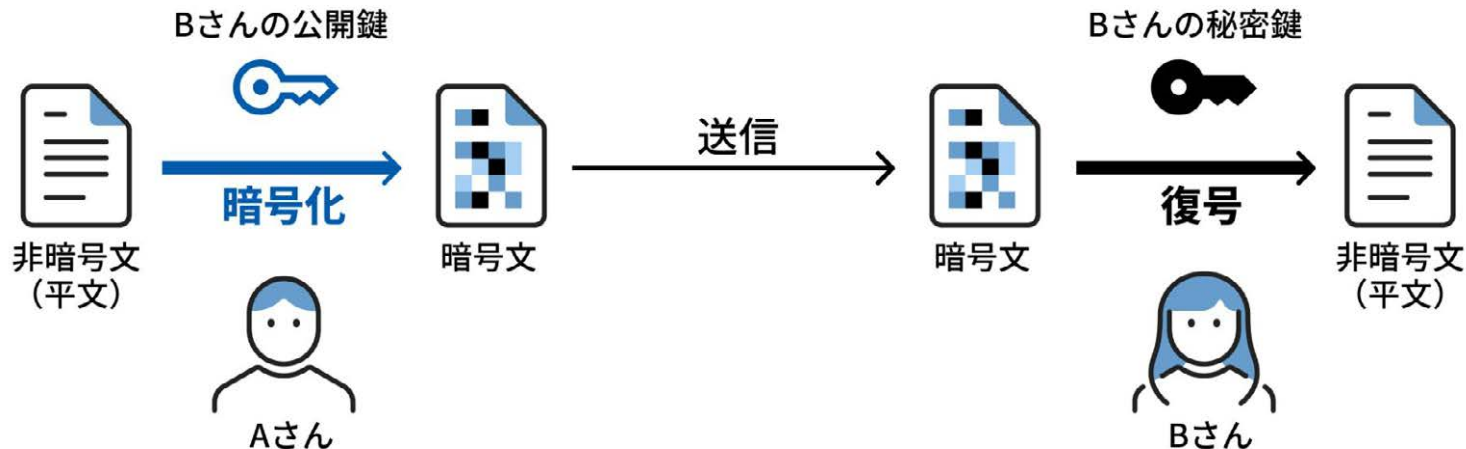 Bさんの公開鍵
Bさんの秘密鍵
送信
暗号化
復号
非暗号文
（平文）
暗号文
暗号文
非暗号文
（平文）
Aさん
Bさん